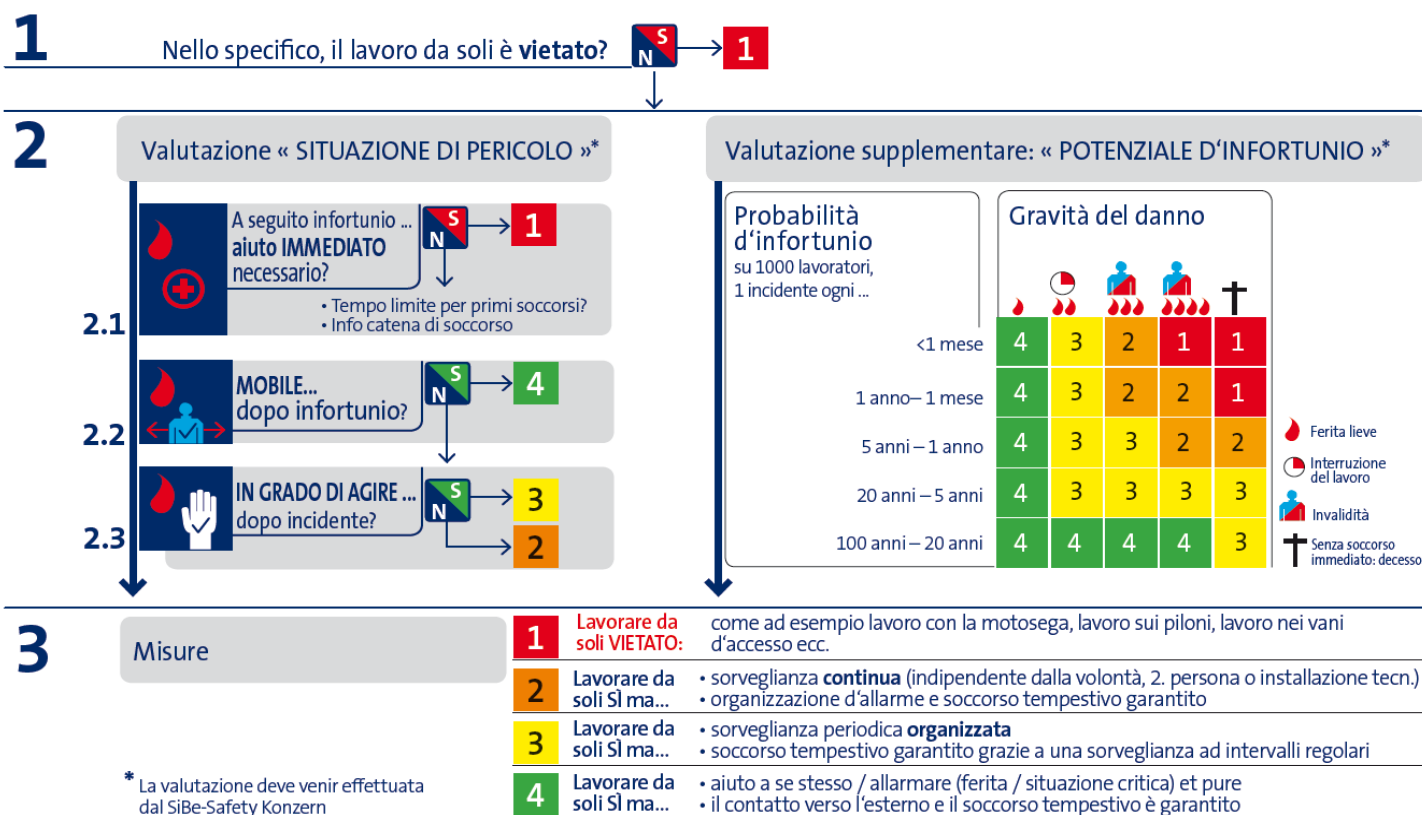 1
Nello specifico, il lavoro da soli è vietato?
S
N
1
2
Valutazione « SITUAZIONE DI PERICOLO »*
2.1
A seguito infortunio ...
aiuto IMMEDIATO
necessario?
S
N
1
• Tempo limite per primi soccorsi?
• Info catena di soccorso
2.2
MOBILE...
dopo infortunio?
S
N
4
2.3
IN GRADO DI AGIRE ...
dopo incidente?
S
N
3
2
Valutazione supplementare: « POTENZIALE D'INFORTUNIO »*
Probabilità
d'infortunio
su 1000 lavoratori,
1 incidente ogni ...
Gravità del danno
<1 mese 4 3 2 1 1
1 anno– 1 mese 4 3 2 2 1
5 anni – 1 anno 4 3 3 2 2
20 anni – 5 anni 4 3 3 3 3
100 anni – 20 anni 4 4 4 4 3
Ferita lieve
Interruzione
del lavoro
Invalidità
Senza soccorso
immediato: decesso
3
Misure
1 Lavorare da
soli VIETATO:
come ad esempio lavoro con la motosega, lavoro sui piloni, lavoro nei vani
d'accesso ecc.
2 Lavorare da
soli SÌ ma...
• sorveglianza continua (indipendente dalla volontà, 2. persona o installazione tecn.)
• organizzazione d'allarme e soccorso tempestivo garantito
3 Lavorare da
soli SÌ ma...
• sorveglianza periodica organizzata
• soccorso tempestivo garantito grazie a una sorveglianza ad intervalli regolari
4 Lavorare da
soli SÌ ma...
• aiuto a se stesso / allarmare (ferita / situazione critica) et pure
• il contatto verso l'esterno e il soccorso tempestivo è garantito
* La valutazione deve venir effettuata
dal SiBe-Safety Konzern